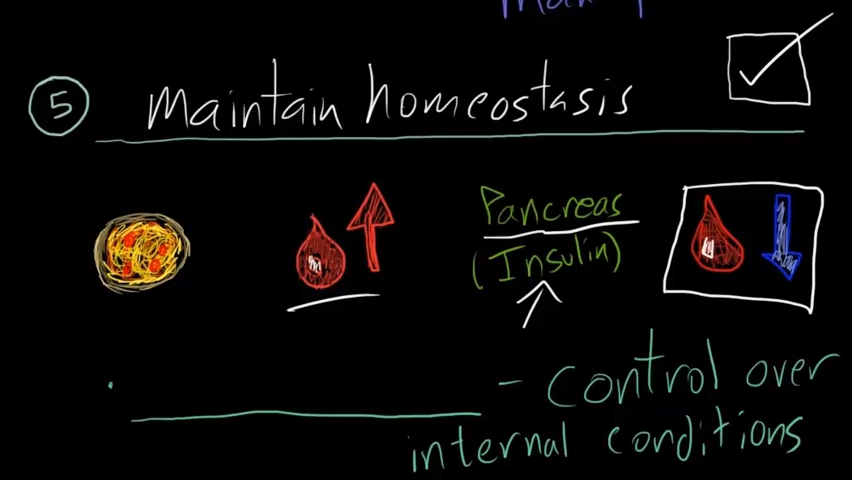 5 Maintain homeostasis
Pancreas
(Insulin)
- control over
internal conditions